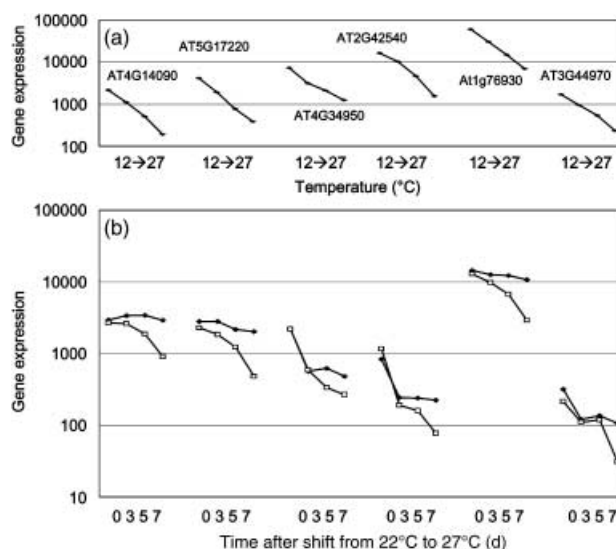 (a)
Gene expression
100000
10000
1000
100
AT4G14090
AT5G17220
AT4G34950
AT2G42540
At1g76930
AT3G44970
12→27 12→27 12→27 12→27 12→27 12→27
Temperature (°C)
(b)
Gene expression
100000
10000
1000
100
10
0 3 5 7 0 3 5 7 0 3 5 7 0 3 5 7 0 3 5 7 0 3 5 7
Time after shift from 22°C to 27°C (d)